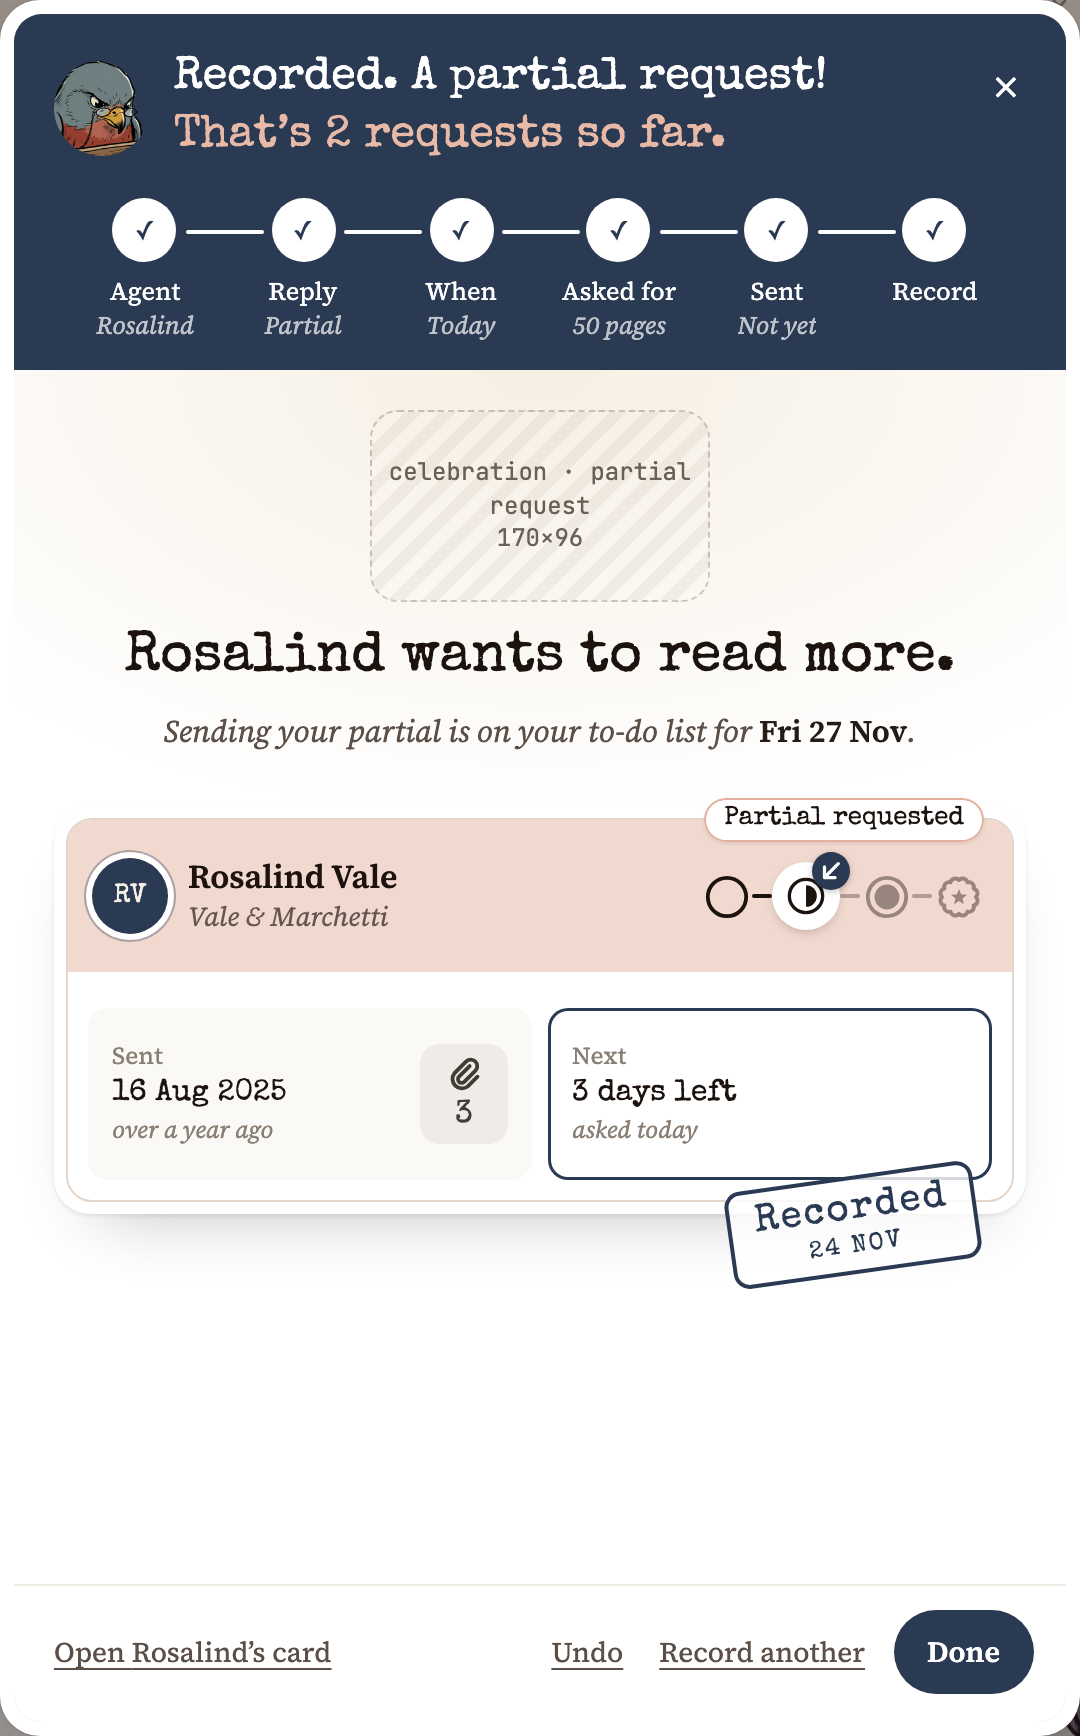 Recorded. A partial request!
That's 2 requests so far.
Agent
Rosalind
Reply
Partial
When
Today
Asked for
50 pages
Sent
Not yet
Record
celebration · partial
request
170×96
Rosalind wants to read more.
Sending your partial is on your to-do list for Fri 27 Nov.
Partial requested
RV
Rosalind Vale
Vale & Marchetti
Sent
16 Aug 2025
over a year ago
3
Next
3 days left
asked today
Recorded
24 NOV
Open Rosalind's card
Undo
Record another
Done